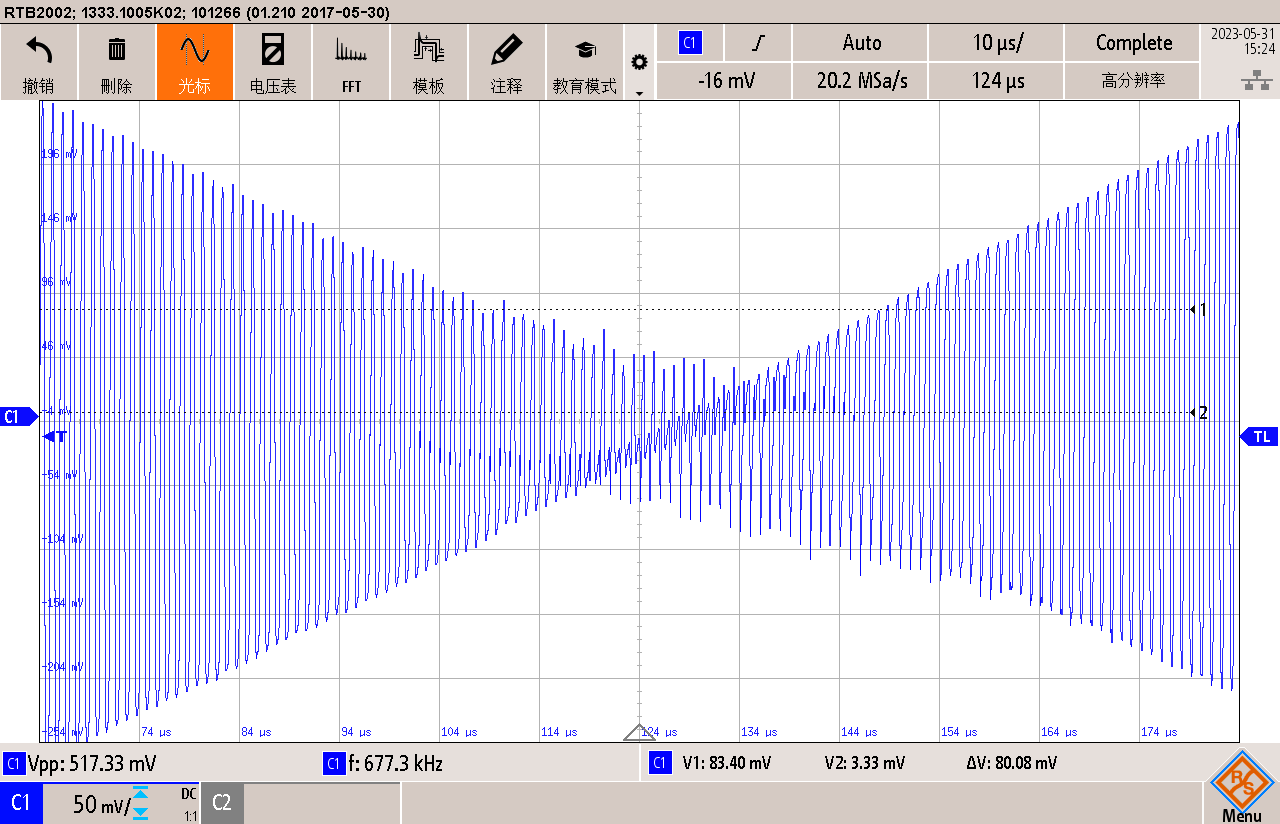 RTB2002; 1333.1005K02; 101266 (01.210 2017-05-30)
撤销 删除 光标 电压表 FFT 模板 注释 教育模式
C1 Auto 10 µs/ Complete
-16 mV 20.2 MSa/s 124 µs 高分辨率
2023-05-31
15:24
196 mV
146 mV
96 mV
1
46 mV
C1 -4 mV 2
T TL
-54 mV
-104 mV
-154 mV
-204 mV
-254 mV 74 µs 84 µs 94 µs 104 µs 114 µs 124 µs 134 µs 144 µs 154 µs 164 µs 174 µs
C1 Vpp: 517.33 mV C1 f: 677.3 kHz C1 V1: 83.40 mV V2: 3.33 mV ΔV: 80.08 mV
C1 50 mV/ DC 1:1 C2
R S
Menu